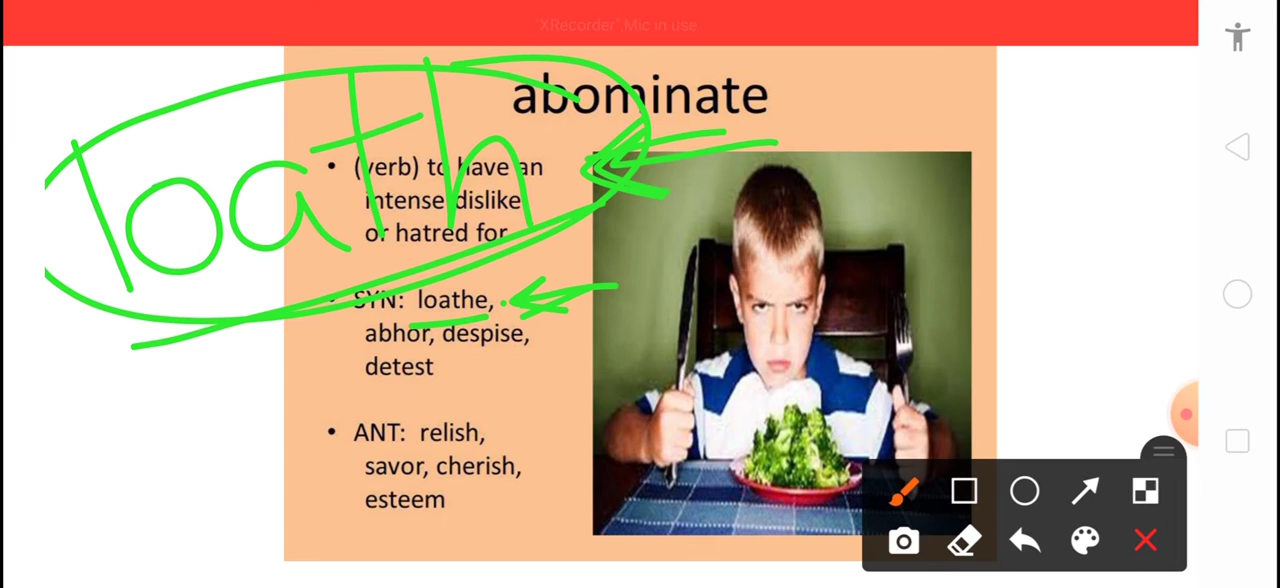 'XRecorder' Mic in use
abominate
loath
• (verb) to have an
intense dislike
or hatred for
• SYN: loathe,
abhor, despise,
detest
• ANT: relish,
savor, cherish,
esteem